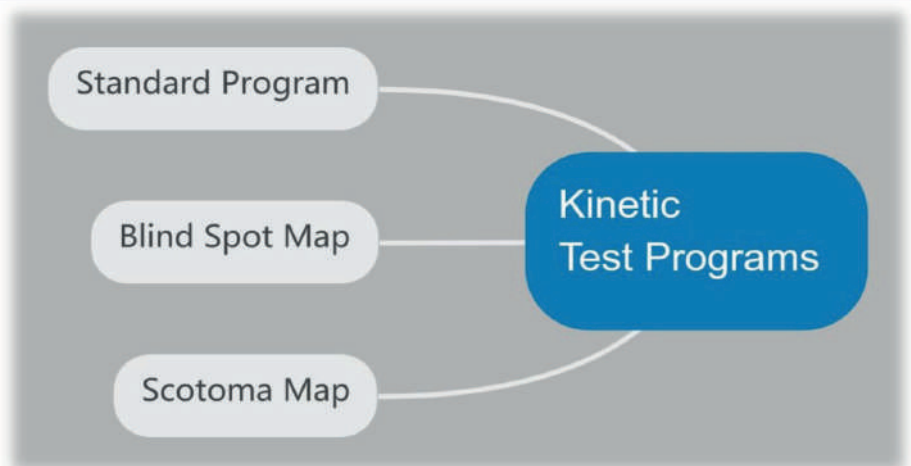 Standard Program
Blind Spot Map
Scotoma Map
Kinetic
Test Programs